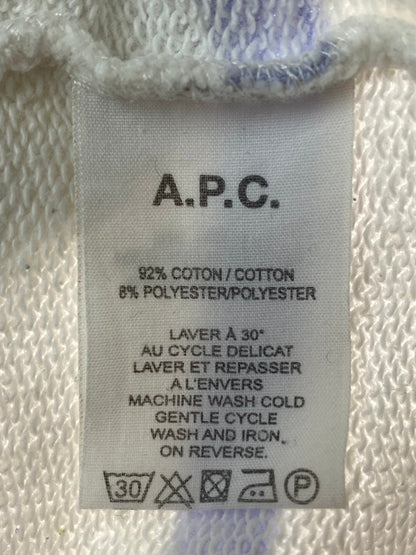 A.P.C.
92% COTON / COTTON
8% POLYESTER/POLYESTER
LAVER À 30°
AU CYCLE DELICAT
LAVER ET REPASSER
A L'ENVERS
MACHINE WASH COLD
GENTLE CYCLE
WASH AND IRON
ON REVERSE.
30 P